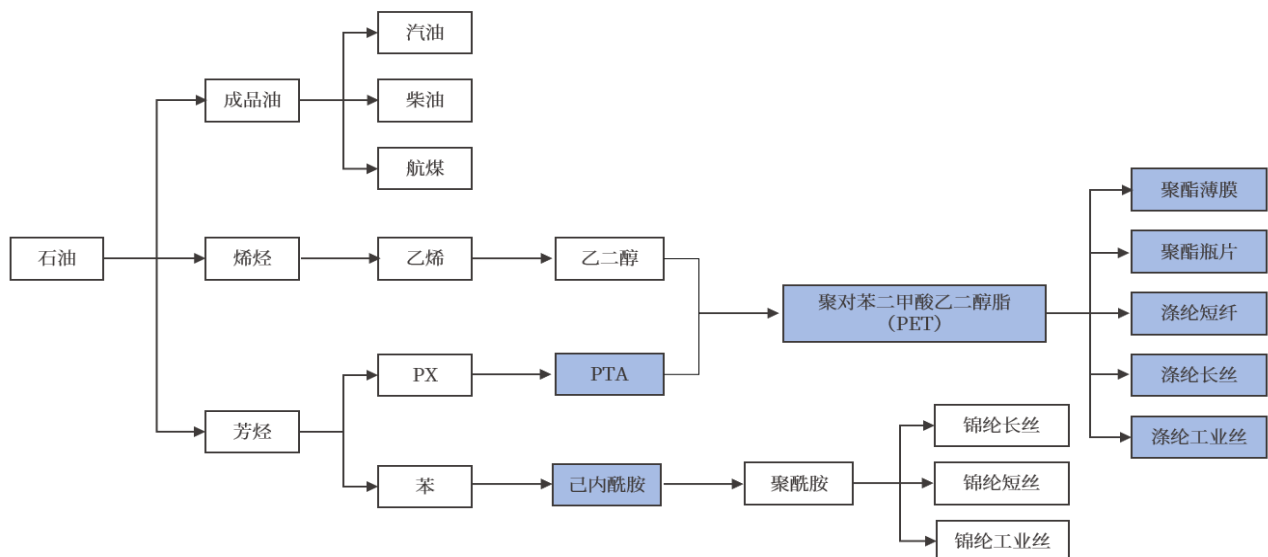 汽油
成品油
柴油
航煤
聚酯薄膜
聚酯瓶片
石油
烯烃
乙烯
乙二醇
聚对苯二甲酸乙二醇脂
（PET）
涤纶短纤
PX
PTA
涤纶长丝
芳烃
锦纶长丝
涤纶工业丝
苯
己内酰胺
聚酰胺
锦纶短丝
锦纶工业丝